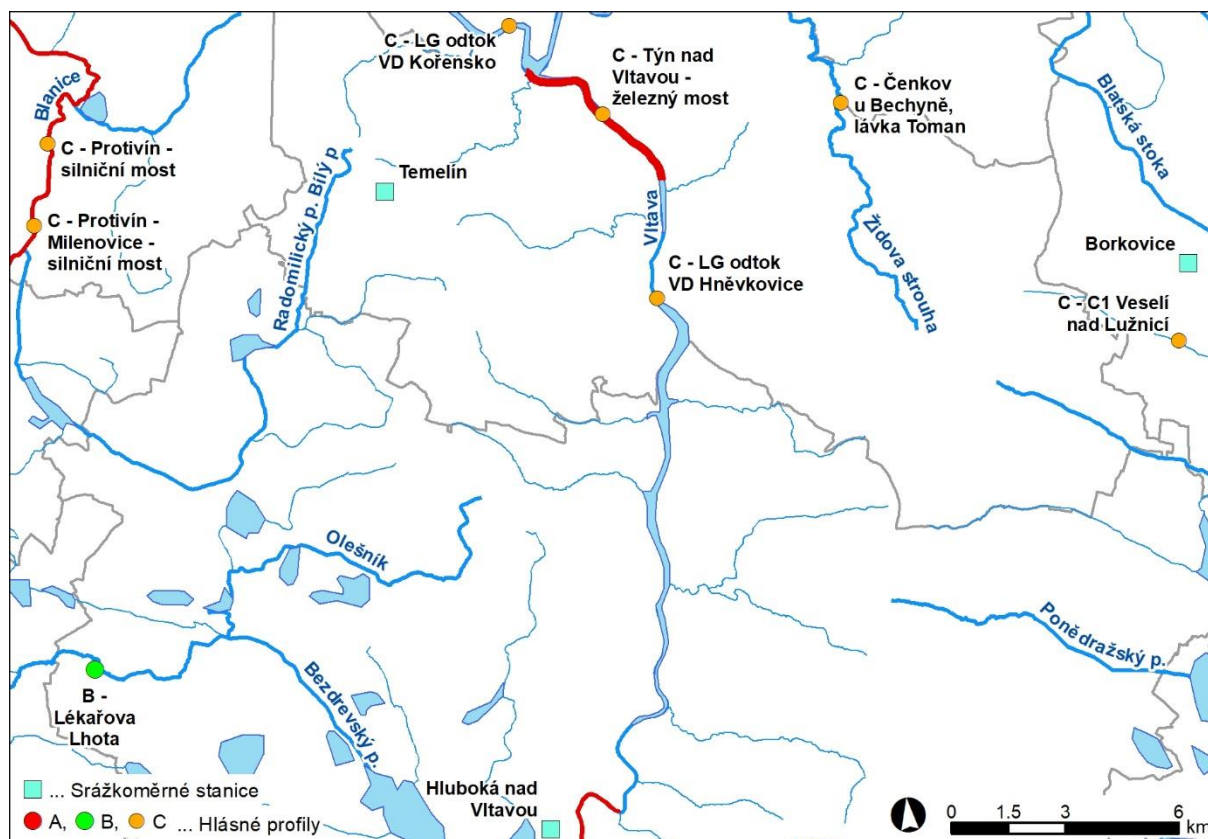 C - LG odtok
VD Kořensko
C - Týn nad
Vltavou -
železný most
C - Čenkov
u Bechyně,
lávka Toman
Blanice
Blatská stoka
C - Protivín -
silniční most
Temelín
Radomilický p. Bílý p
C - Protivín -
Milenovice -
silniční most
Vltava
Židova strouha
Borkovice
C - LG odtok
VD Hněvkovice
C - C1 Veselí
nad Lužnicí
Olešník
Ponědražský p.
B -
Lékařova
Lhota
Bezdrevský p.
Hluboká nad
Vltavou
... Srážkoměrné stanice
A, B, C ... Hlásné profily
0 1.5 3 6
km